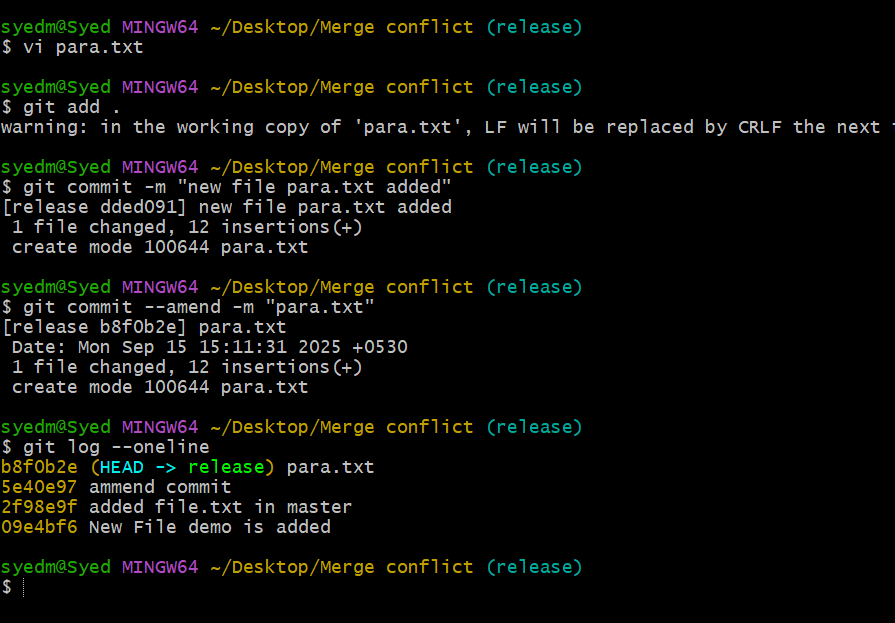 syedm@Syed MINGW64 ~/Desktop/Merge conflict (release)
$ vi para.txt
syedm@Syed MINGW64 ~/Desktop/Merge conflict (release)
$ git add .
warning: in the working copy of 'para.txt', LF will be replaced by CRLF the next
syedm@Syed MINGW64 ~/Desktop/Merge conflict (release)
$ git commit -m "new file para.txt added"
[release dded091] new file para.txt added
 1 file changed, 12 insertions(+)
 create mode 100644 para.txt
syedm@Syed MINGW64 ~/Desktop/Merge conflict (release)
$ git commit --amend -m "para.txt"
[release b8f0b2e] para.txt
 Date: Mon Sep 15 15:11:31 2025 +0530
 1 file changed, 12 insertions(+)
 create mode 100644 para.txt
syedm@Syed MINGW64 ~/Desktop/Merge conflict (release)
$ git log --oneline
b8f0b2e (HEAD -> release) para.txt
5e40e97 ammend commit
2f98e9f added file.txt in master
09e4bf6 New File demo is added
syedm@Syed MINGW64 ~/Desktop/Merge conflict (release)
$